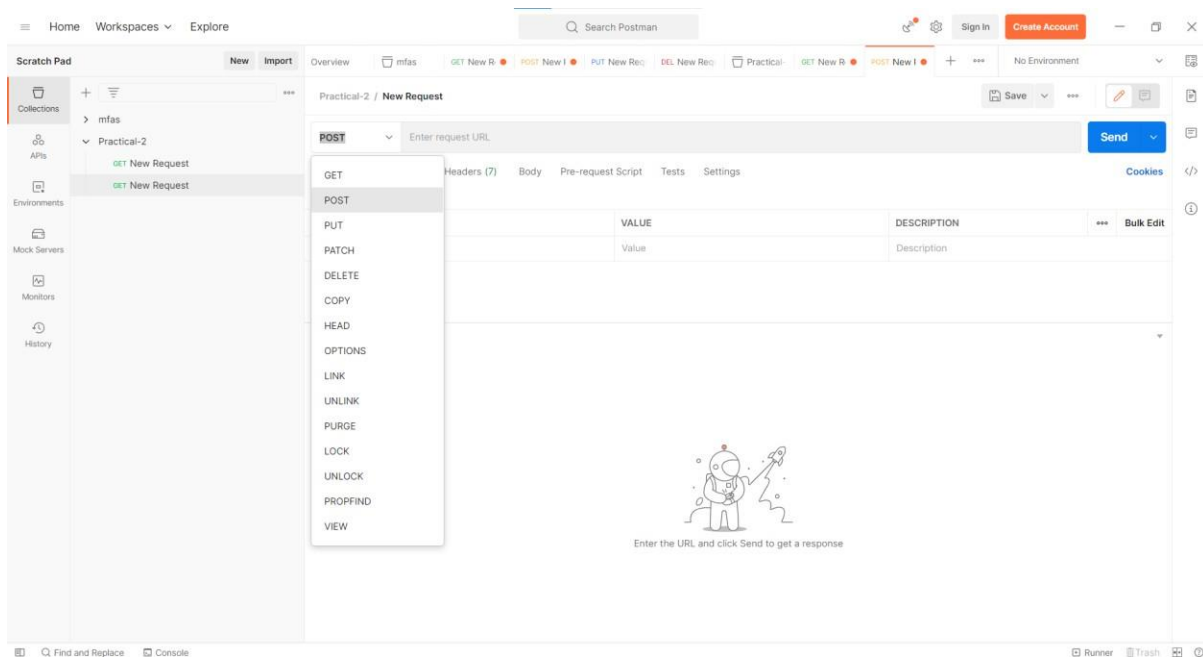 Home Workspaces Explore Search Postman Sign In Create Account
Scratch Pad New Import Overview mfas GET New R POST New I PUT New Req DEL New Req Practical- GET New R POST New I No Environment
Collections
APIs
Environments
Mock Servers
Monitors
History
mfas
Practical-2
GET New Request
GET New Request
Practical-2 / New Request Save
POST Enter request URL Send
Headers (7) Body Pre-request Script Tests Settings Cookies
VALUE DESCRIPTION Bulk Edit
Value Description
GET
POST
PUT
PATCH
DELETE
COPY
HEAD
OPTIONS
LINK
UNLINK
PURGE
LOCK
UNLOCK
PROPFIND
VIEW
Enter the URL and click Send to get a response
Find and Replace Console Runner Trash